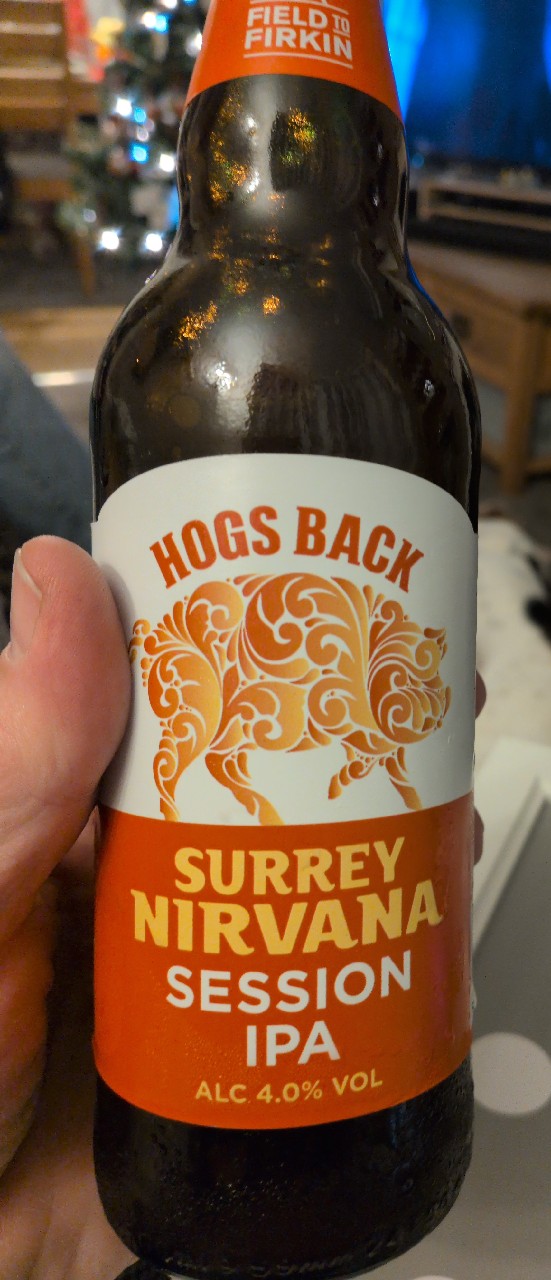 FIELD TO
FIRKIN
HOGS BACK
SURREY
NIRVANA
SESSION
IPA
ALC 4.0% VOL